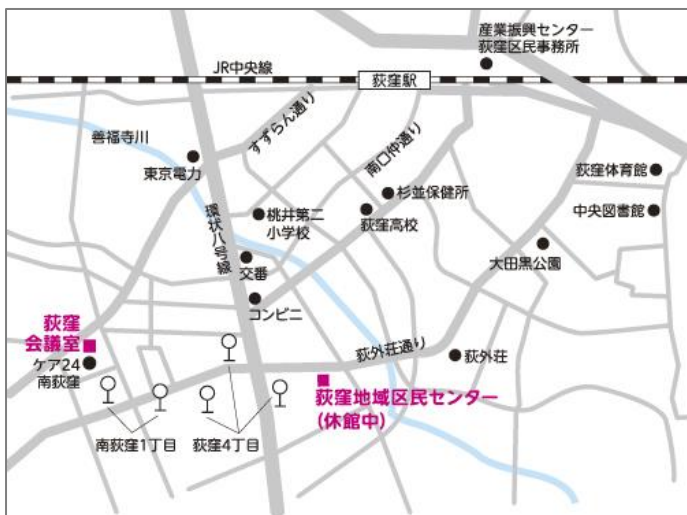 産業振興センター
荻窪区民事務所
JR中央線
荻窪駅
善福寺川
すずらん通り
南口仲通り
東京電力
荻窪体育館
杉並保健所
桃井第二
小学校
荻窪高校
中央図書館
環状八号線
大田黒公園
交番
コンビニ
荻窪
会議室
ケア24
南荻窪
荻外荘通り
荻外荘
荻窪地域区民センター
(休館中)
南荻窪1丁目
荻窪4丁目